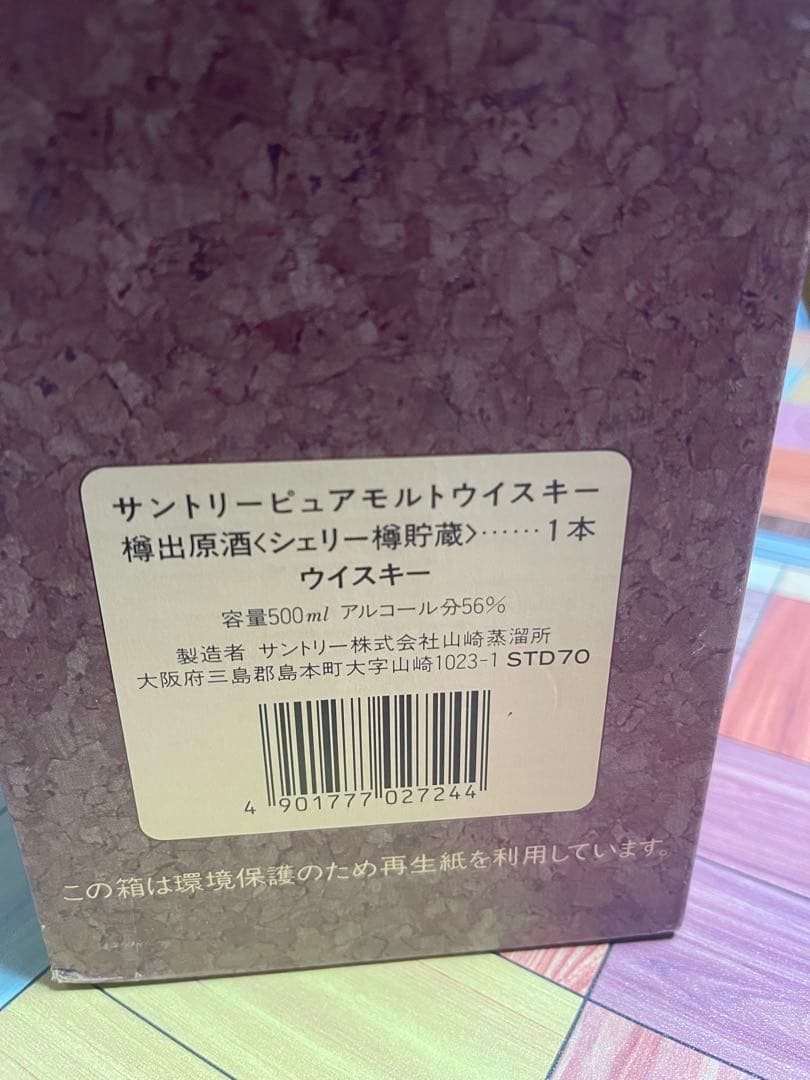 サントリーピュアモルトウイスキー
樽出原酒<シェリー樽貯蔵>……1本
ウイスキー
容量500ml アルコール分56%
製造者 サントリー株式会社山崎蒸溜所
大阪府三島郡島本町大字山崎1023-1 STD70
4 901777 027244
この箱は環境保護のため再生紙を利用しています。